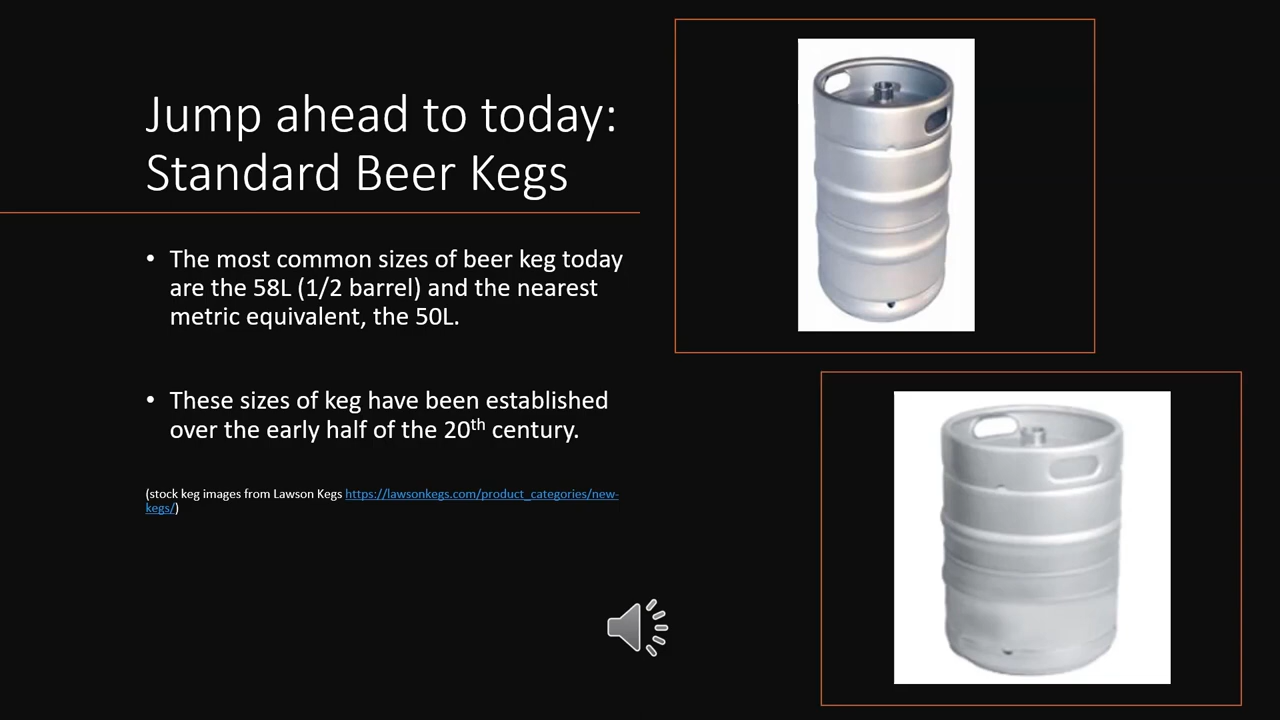 Jump ahead to today:
Standard Beer Kegs
• The most common sizes of beer keg today
are the 58L (1/2 barrel) and the nearest
metric equivalent, the 50L.
• These sizes of keg have been established
over the early half of the 20th century.
(stock keg images from Lawson Kegs https://lawsonkegs.com/product_categories/new-
kegs/)